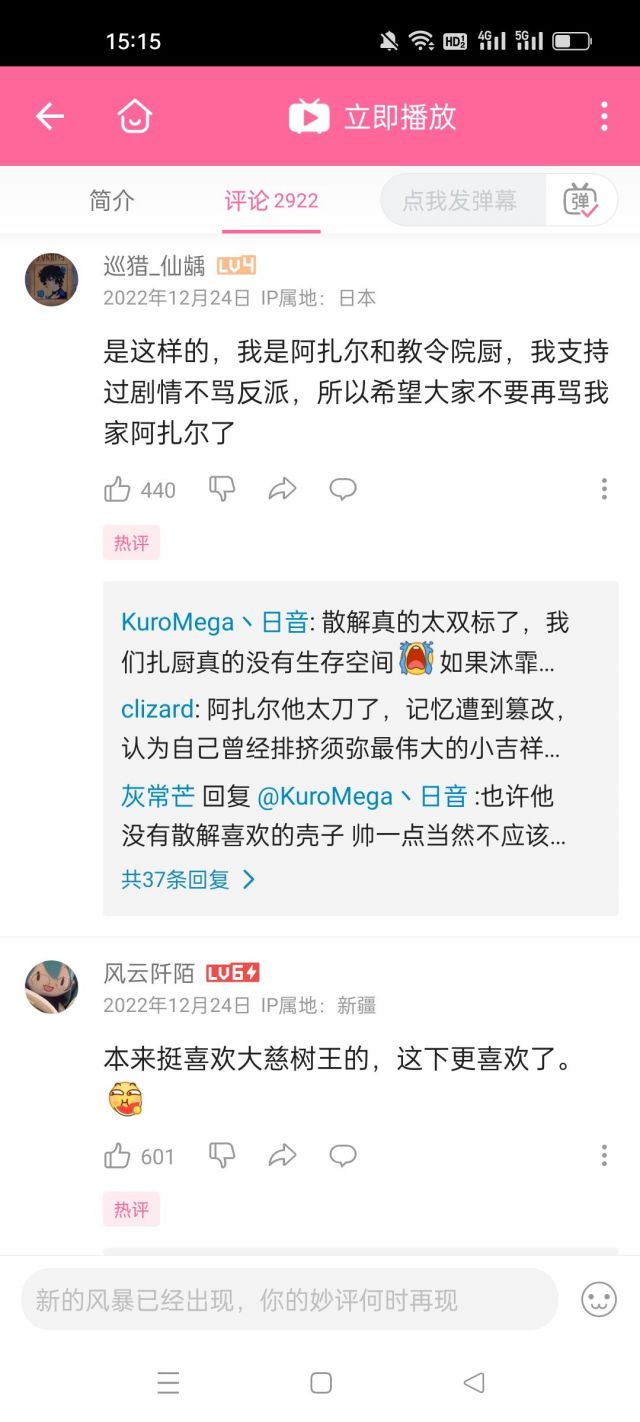 15:15
HD 4G 5G
立即播放
简介
评论 2922
点我发弹幕
弹
巡猎_仙龋 LV4
2022年12月24日 IP属地：日本
是这样的，我是阿扎尔和教令院厨，我支持
过剧情不骂反派，所以希望大家不要再骂我
家阿扎尔了
440
热评
KuroMega丶日音: 散解真的太双标了，我
们扎厨真的没有生存空间 如果沐霏...
clizard: 阿扎尔他太刀了，记忆遭到篡改，
认为自己曾经排挤须弥最伟大的小吉祥...
灰常芒 回复 @KuroMega丶日音 :也许他
没有散解喜欢的壳子 帅一点当然不应该...
共37条回复
风云阡陌 LV6
2022年12月24日 IP属地：新疆
本来挺喜欢大慈树王的，这下更喜欢了。
601
热评
新的风暴已经出现，你的妙评何时再现